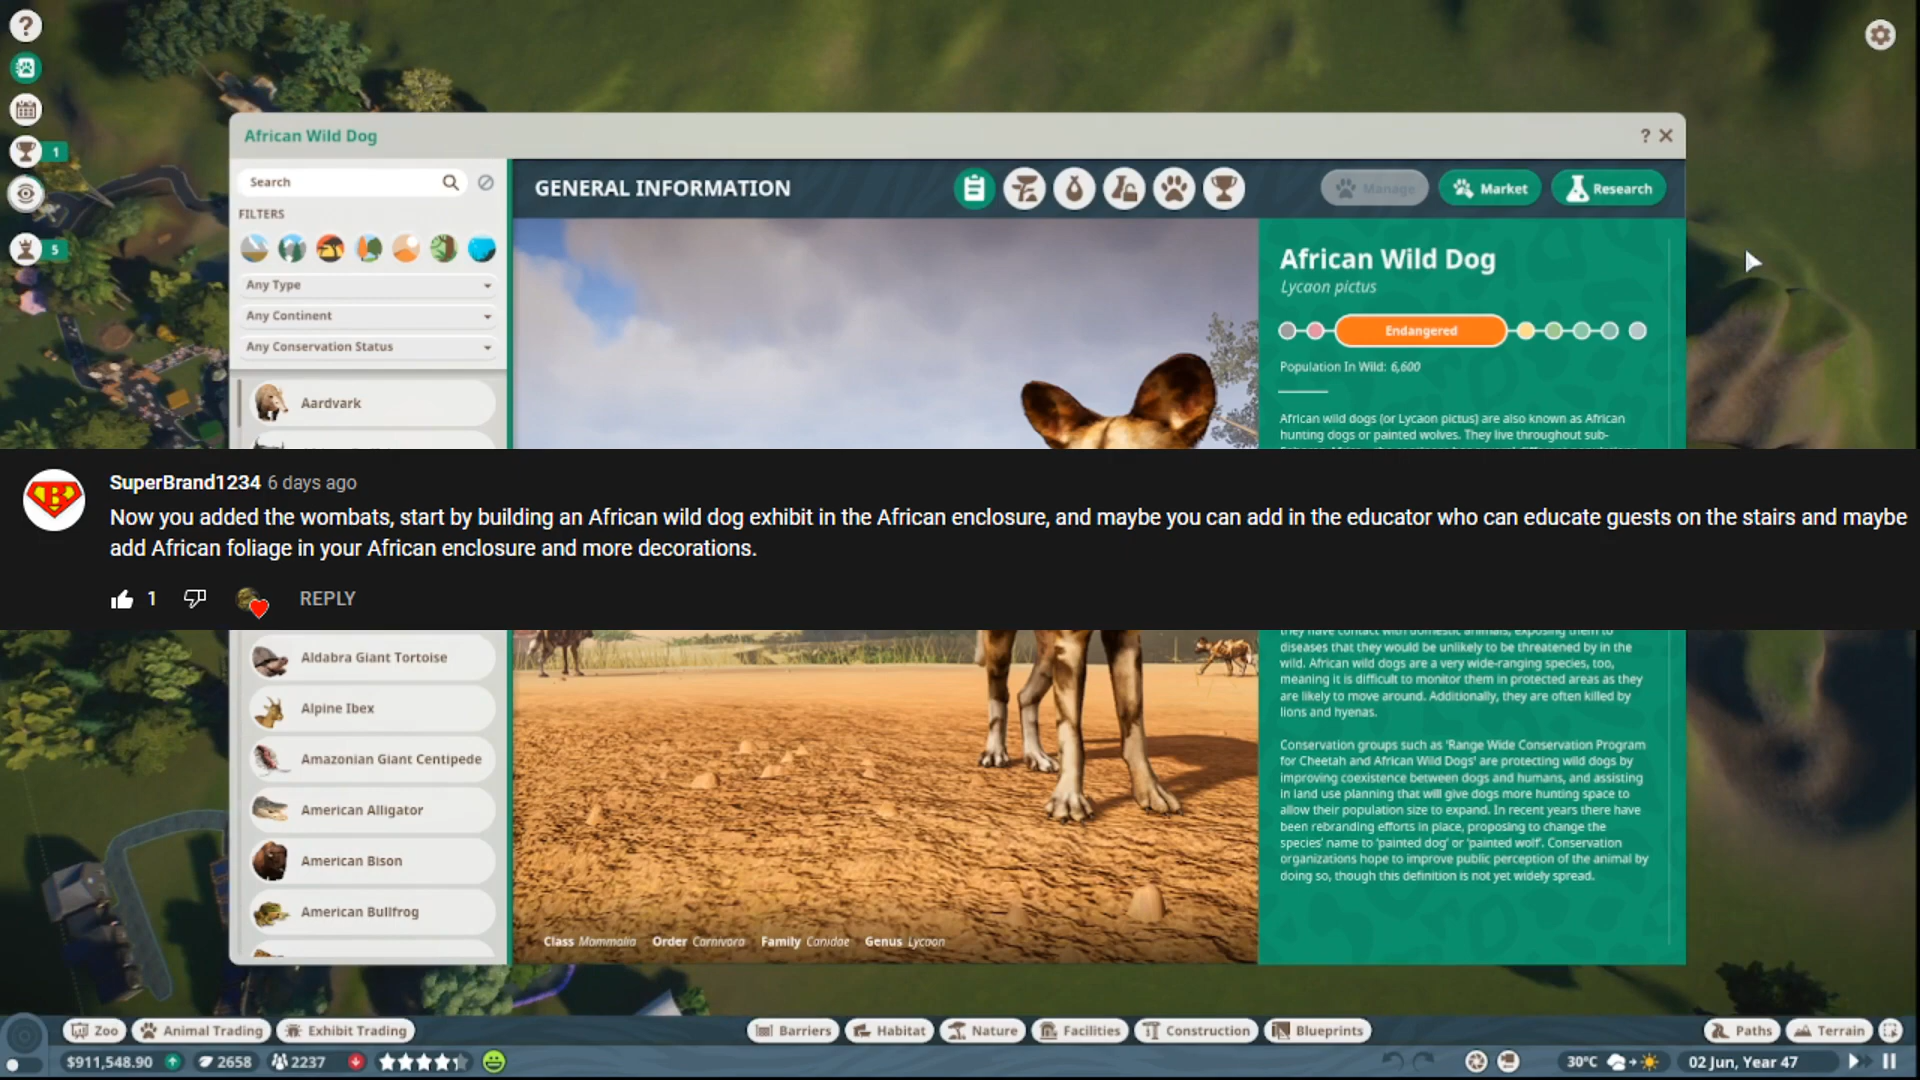 African Wild Dog
?
1
5
Search
FILTERS
Any Type
Any Continent
Any Conservation Status
Aardvark
GENERAL INFORMATION
Manage
Market
Research
African Wild Dog
Lycaon pictus
Endangered
Population In Wild: 6,600
African wild dogs (or Lycaon pictus) are also known as African
hunting dogs or painted wolves. They live throughout sub-
SuperBrand1234 6 days ago
Now you added the wombats, start by building an African wild dog exhibit in the African enclosure, and maybe you can add in the educator who can educate guests on the stairs and maybe
add African foliage in your African enclosure and more decorations.
1
REPLY
Aldabra Giant Tortoise
Alpine Ibex
Amazonian Giant Centipede
American Alligator
American Bison
American Bullfrog
they have contact with domestic animals, exposing them to
diseases that they would be unlikely to be threatened by in the
wild. African wild dogs are a very wide-ranging species, too,
meaning it is difficult to monitor them in protected areas as they
are likely to move around. Additionally, they are often killed by
lions and hyenas.
Conservation groups such as 'Range Wide Conservation Program
for Cheetah and African Wild Dogs' are protecting wild dogs by
improving coexistence between dogs and humans, and assisting
in land use planning that will give dogs more hunting space to
allow their population size to expand. In recent years there have
been rebranding efforts in place, proposing to change the
species' name to 'painted dog' or 'painted wolf'. Conservation
organizations hope to improve public perception of the animal by
doing so, though this definition is not yet widely spread.
Class Mammalia Order Carnivora Family Canidae Genus Lycaon
Zoo
Animal Trading
Exhibit Trading
Barriers
Habitat
Nature
Facilities
Construction
Blueprints
Paths
Terrain
$911,548.90
2658
2237
30°C
02 Jun, Year 47